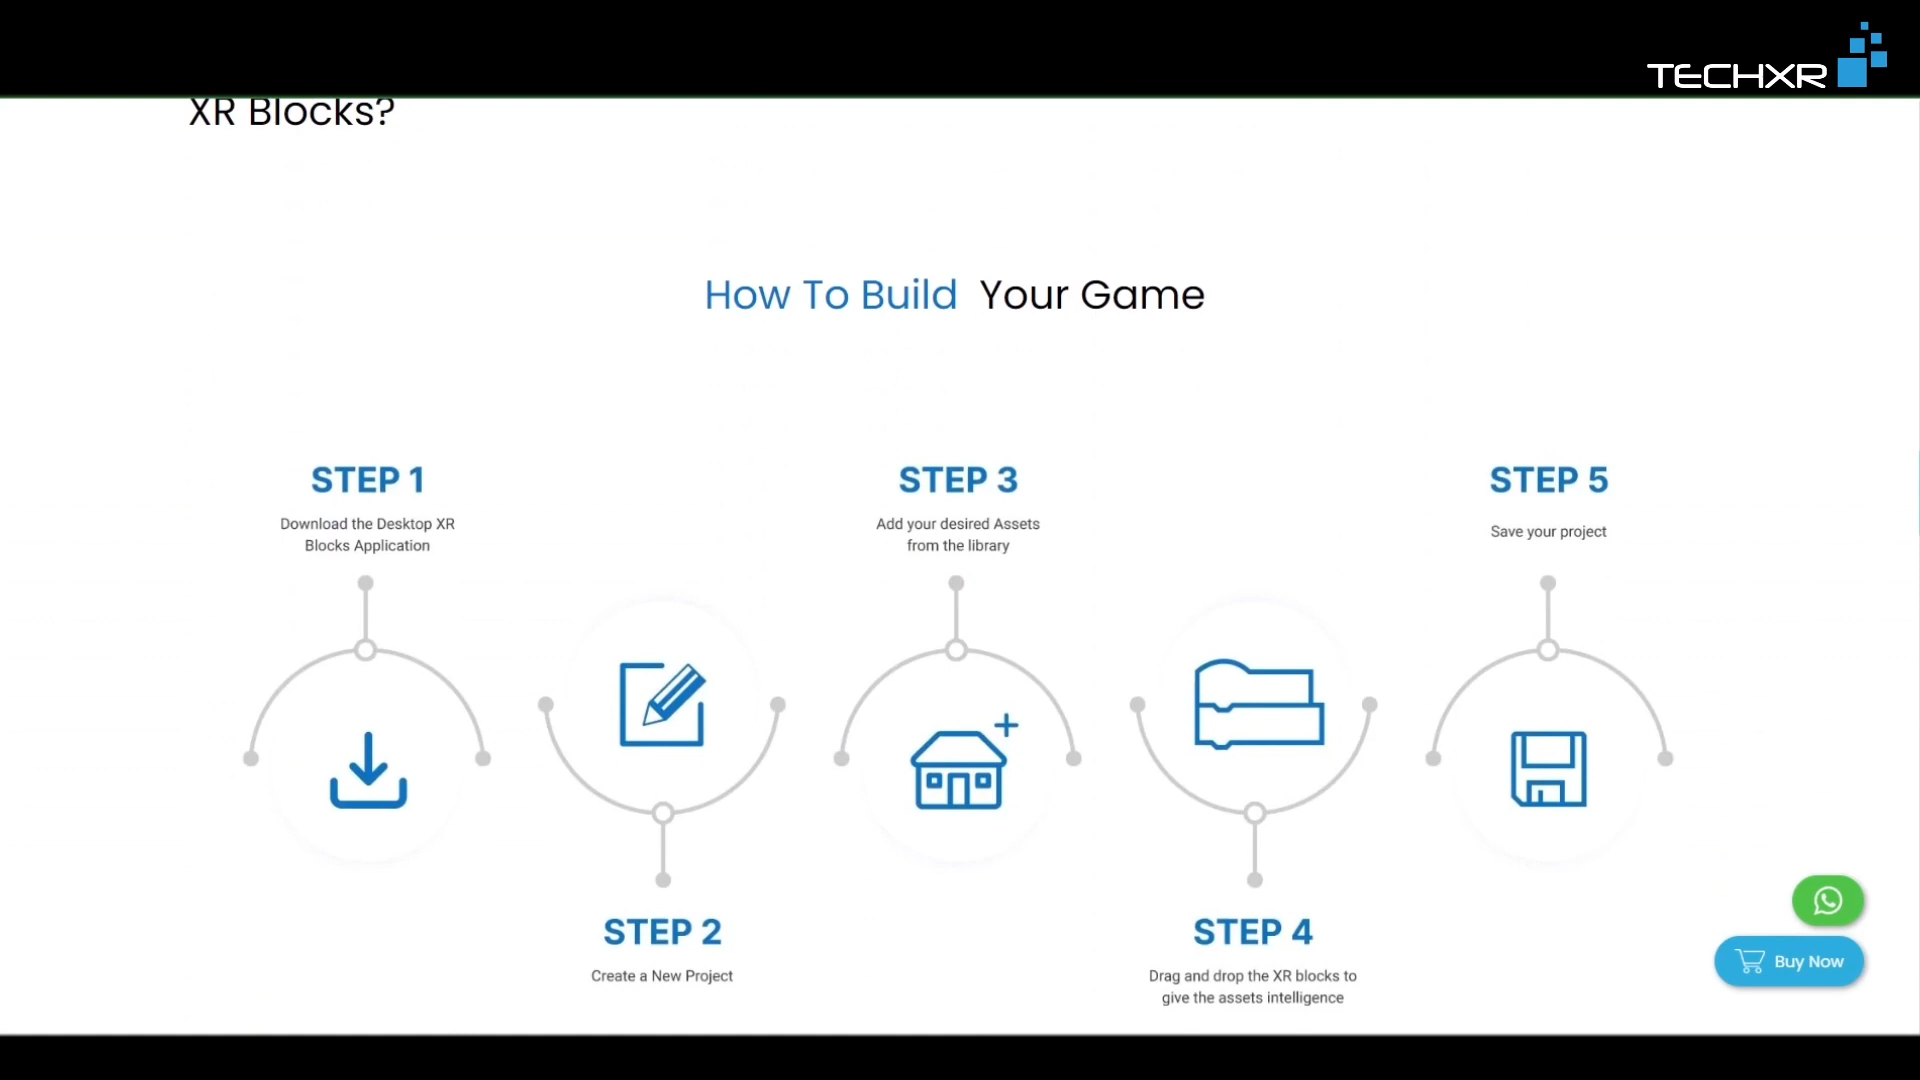 TECHXR
XR Blocks?
How To Build Your Game
STEP 1
Download the Desktop XR
Blocks Application
STEP 2
Create a New Project
STEP 3
Add your desired Assets
from the library
STEP 4
Drag and drop the XR blocks to
give the assets intelligence
STEP 5
Save your project
Buy Now